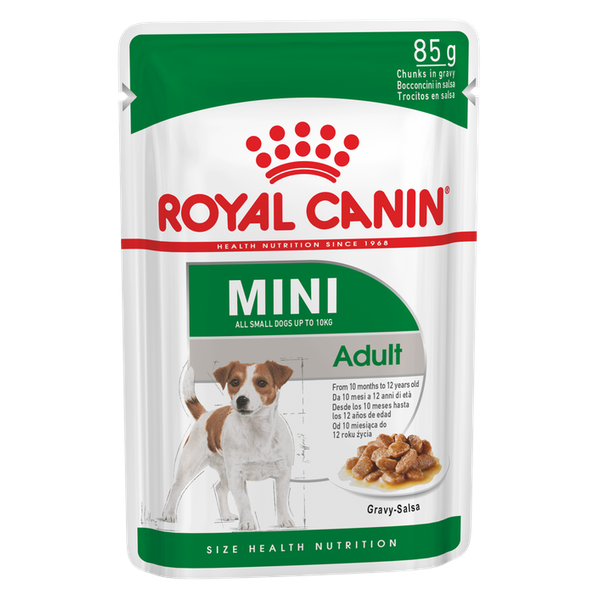 85g
Chunks in gravy
Bocconcini in salsa
Trocitos en salsa
ROYAL CANIN®
HEALTH NUTRITION SINCE 1968
MINI
ALL SMALL DOGS UP TO 10KG
Adult
From 10 months to 12 years old
Da 10 mesi a 12 anni di età
Desde los 10 meses hasta
los 12 años de edad
Od 10 miesiąca do
12 roku życia
Gravy-Salsa
SIZE HEALTH NUTRITION